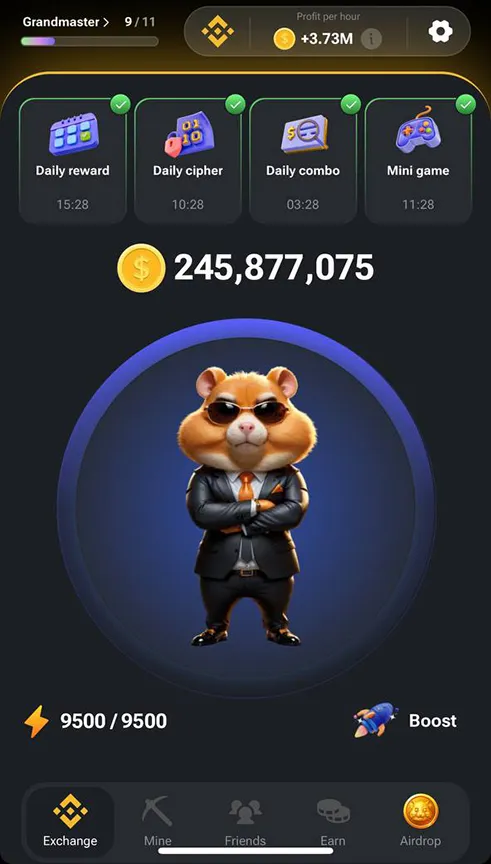 Grandmaster > 9 / 11
Profit per hour
$ +3.73M i
Daily reward
15:28
Daily cipher
10:28
Daily combo
03:28
Mini game
11:28
$ 245,877,075
9500 / 9500
Boost
Exchange
Mine
Friends
Earn
Airdrop